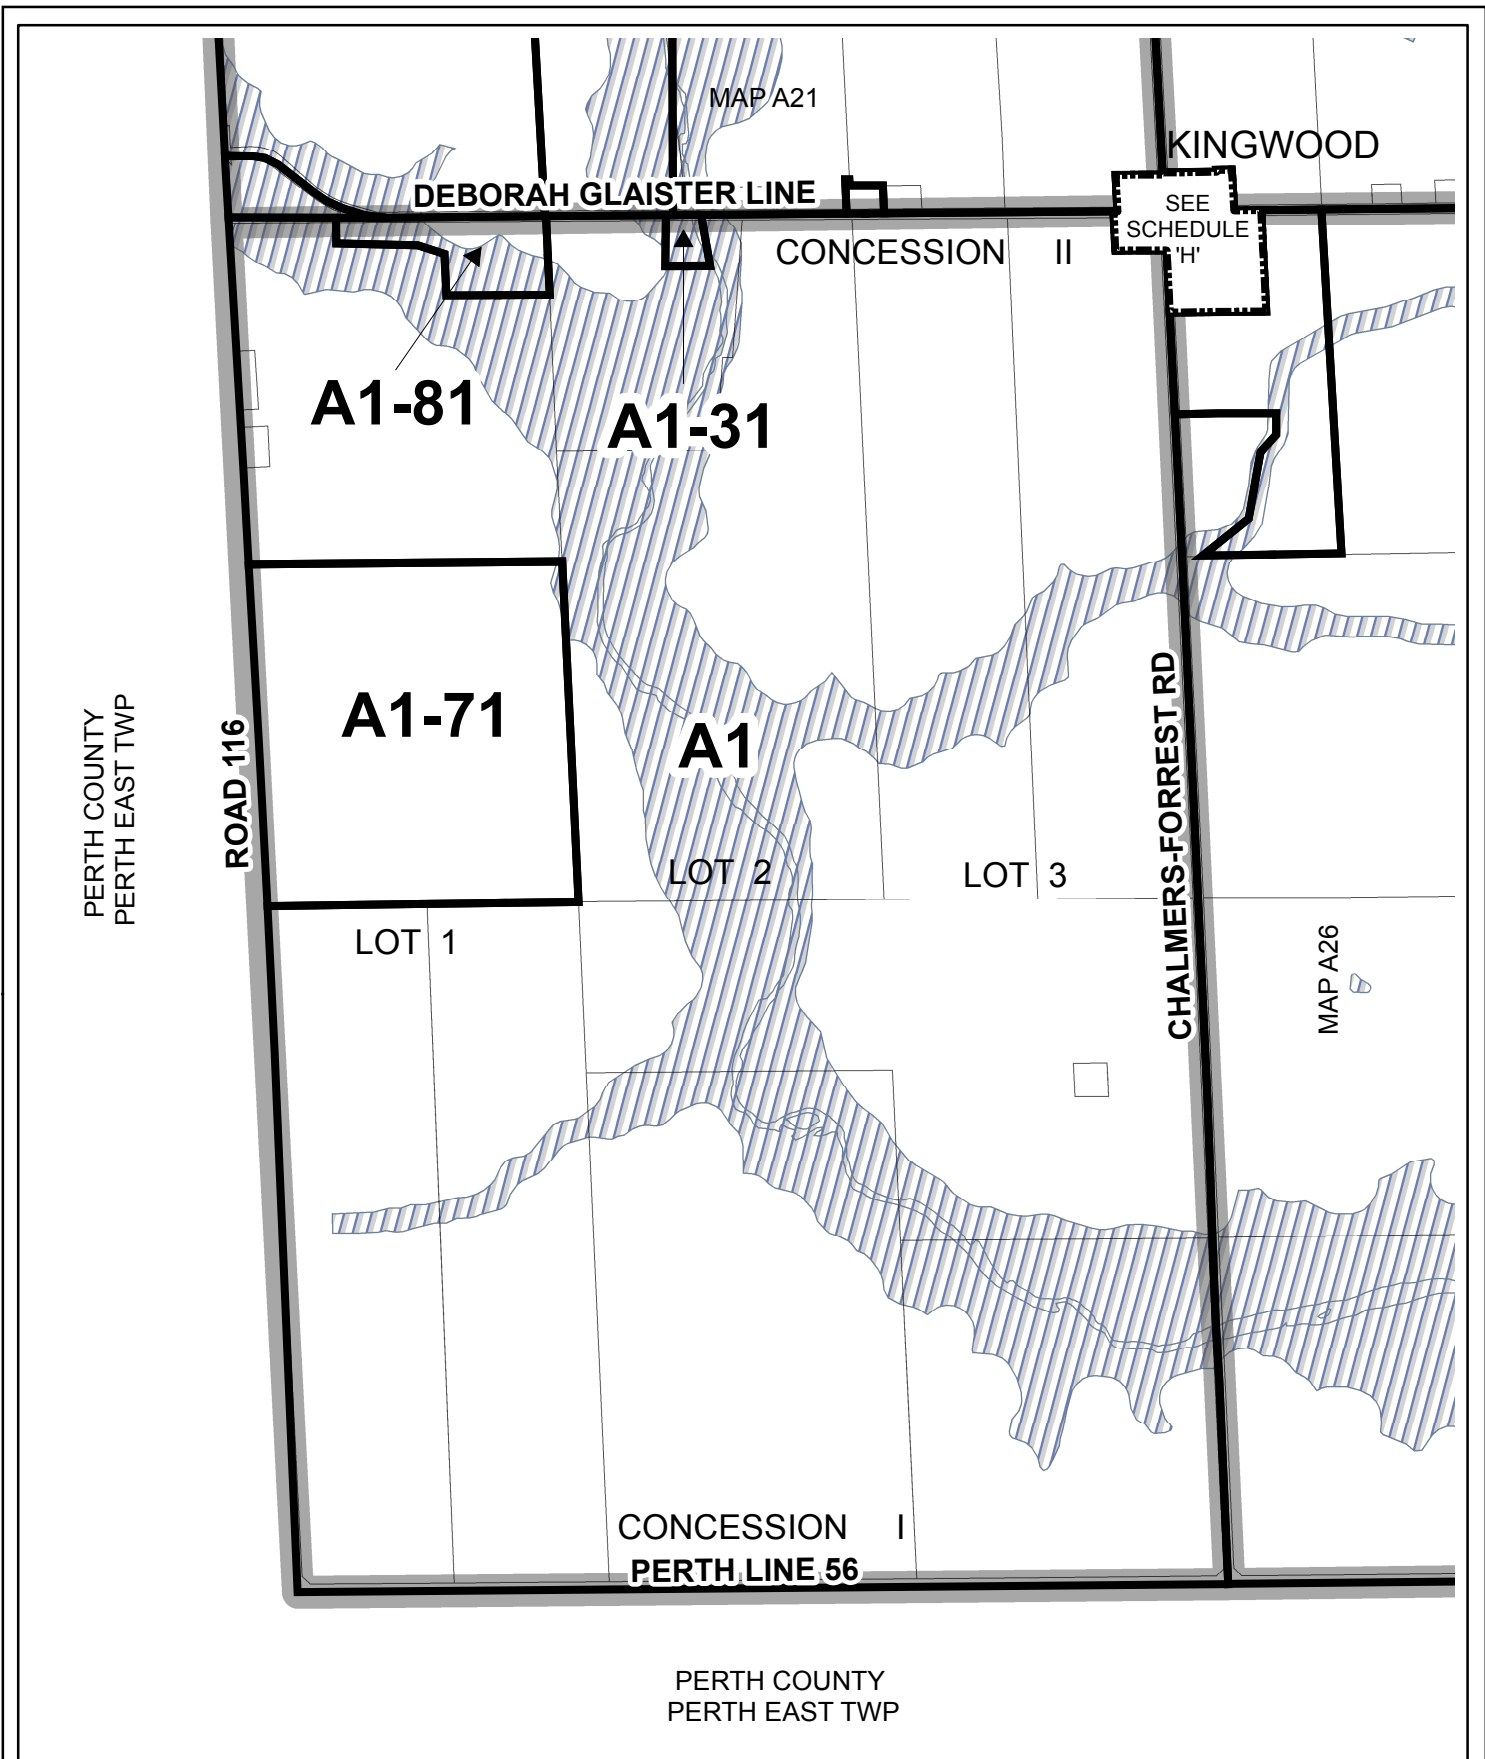 MAP A21
KINGWOOD
DEBORAH GLAISTER LINE
SEE
SCHEDULE
'H'
CONCESSION II
A1-81
A1-31
A1-71
A1
PERTH COUNTY
PERTH EAST TWP
ROAD 116
CHALMERS-FORREST RD
LOT 2
LOT 3
LOT 1
MAP A26
CONCESSION I
PERTH LINE 56
PERTH COUNTY
PERTH EAST TWP